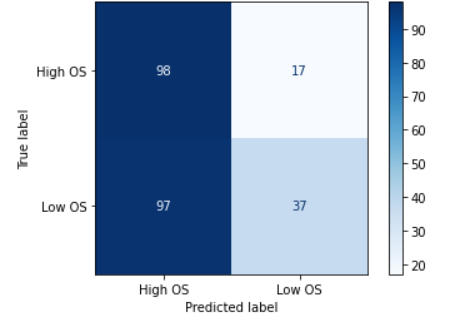 High OS 98 17
Low OS 97 37
High OS Low OS
Predicted label
True label
90
80
70
60
50
40
30
20